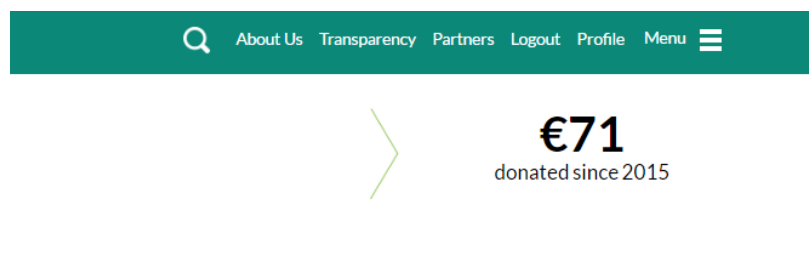 About Us Transparency Partners Logout Profile Menu
€71
donated since 2015